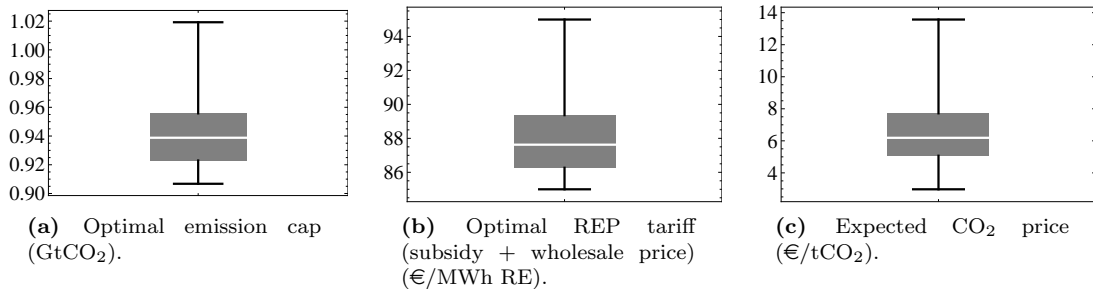 1.02
1.00
0.98
0.96
0.94
0.92
0.90
94
92
90
88
86
14
12
10
8
6
4
(a) Optimal emission cap
(GtCO₂).
(b) Optimal REP tariff
(subsidy + wholesale price)
(€/MWh RE).
(c) Expected CO₂ price
(€/tCO₂).